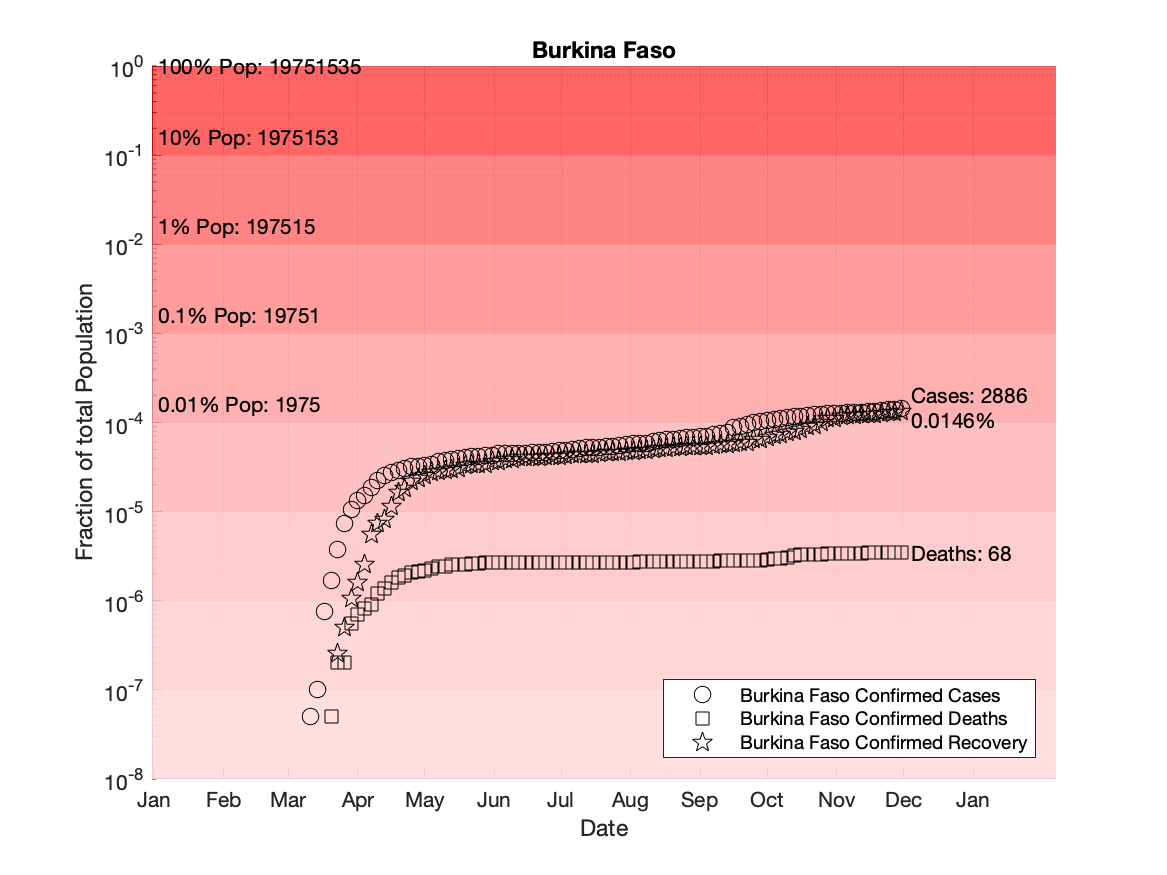 Burkina Faso
10^0
100% Pop: 19751535
10% Pop: 1975153
10^-1
1% Pop: 197515
10^-2
0.1% Pop: 19751
10^-3
0.01% Pop: 1975
10^-4
10^-5
10^-6
10^-7
10^-8
Fraction of total Population
Cases: 2886
0.0146%
Deaths: 68
Burkina Faso Confirmed Cases
Burkina Faso Confirmed Deaths
Burkina Faso Confirmed Recovery
Jan Feb Mar Apr May Jun Jul Aug Sep Oct Nov Dec Jan
Date